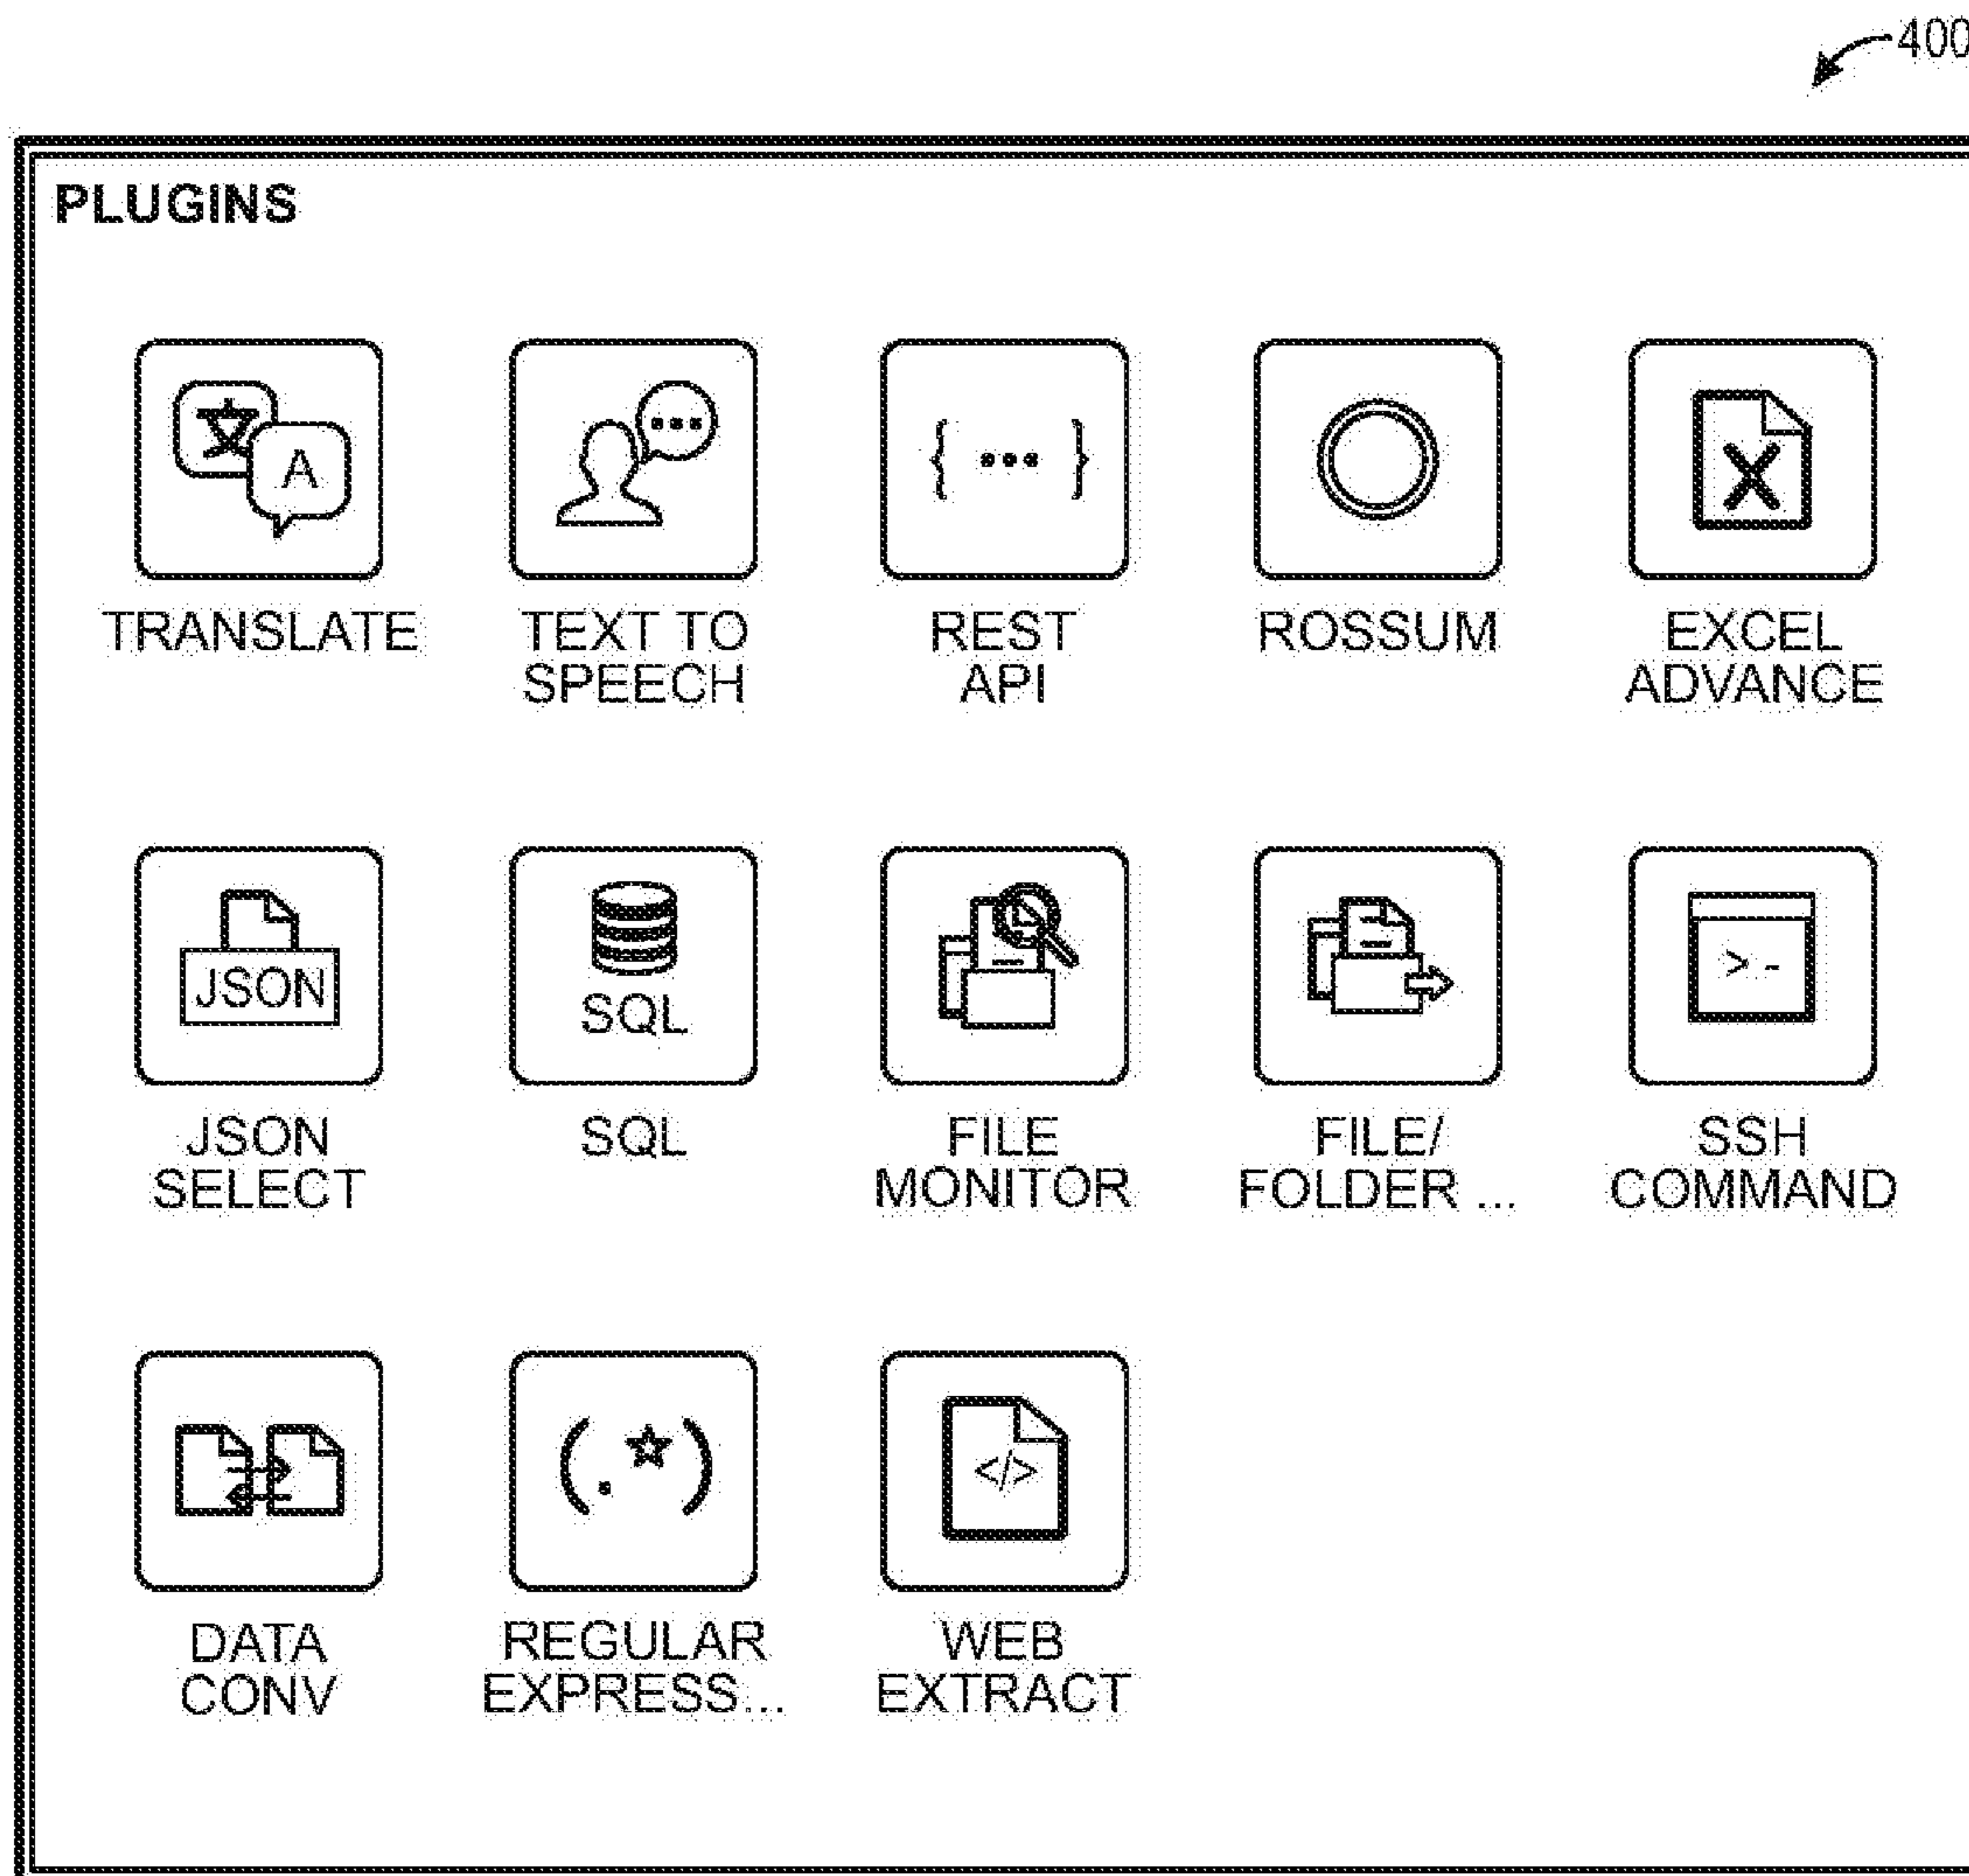 400
PLUGINS
文
A
{ ... }
X
TRANSLATE
TEXT TO
SPEECH
REST
API
ROSSUM
EXCEL
ADVANCE
JSON
SQL
>-
JSON
SELECT
SQL
FILE
MONITOR
FILE/
FOLDER ...
SSH
COMMAND
(.*)
</>
DATA
CONV
REGULAR
EXPRESS...
WEB
EXTRACT